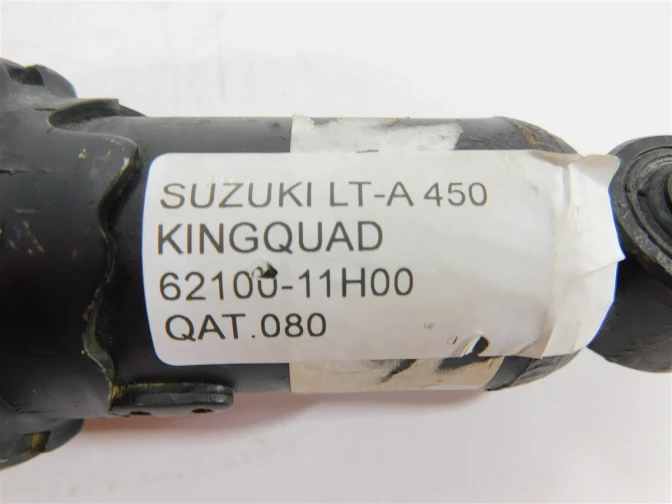 SUZUKI LT-A 450
KINGQUAD
62100-11H00
QAT.080